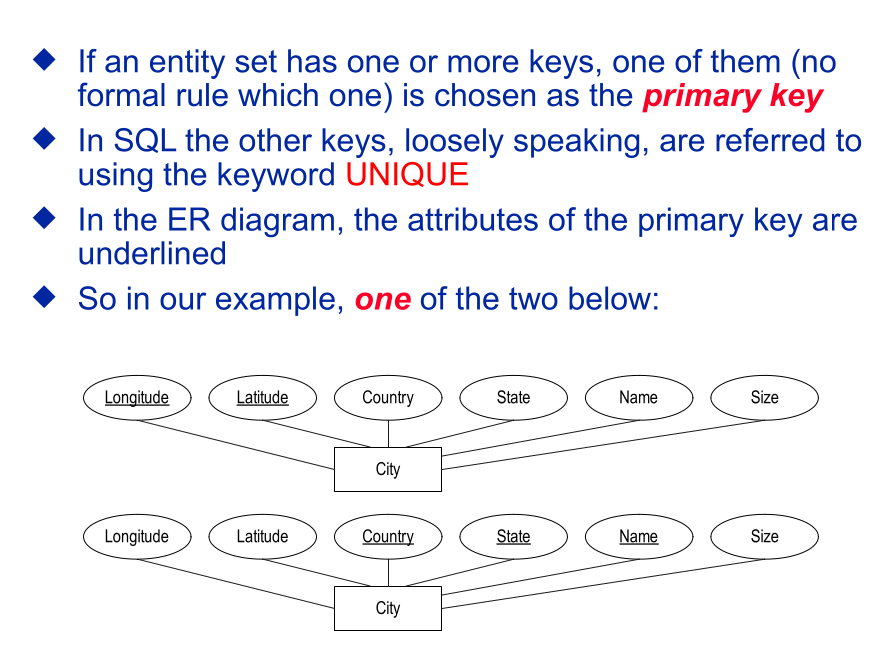 If an entity set has one or more keys, one of them (no
formal rule which one) is chosen as the primary key
In SQL the other keys, loosely speaking, are referred to
using the keyword UNIQUE
In the ER diagram, the attributes of the primary key are
underlined
So in our example, one of the two below:
Longitude Latitude Country State Name Size
City
Longitude Latitude Country State Name Size
City